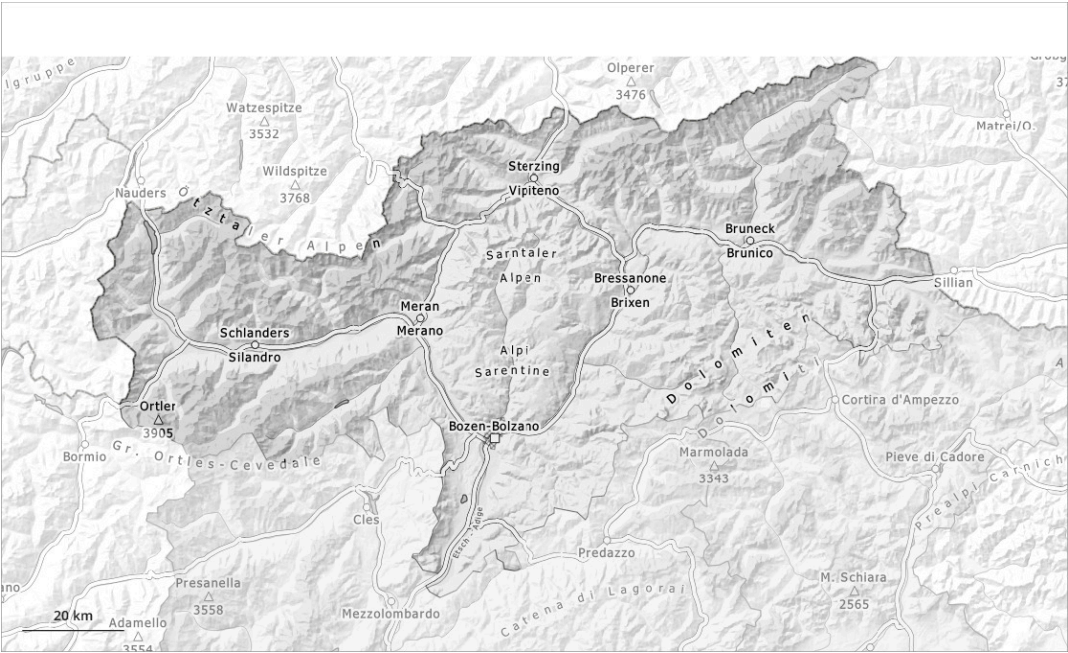 lgruppe
Olperer
3476
Watzespitze
3532
Matrei/O.
Sterzing
Vipiteno
Wildspitze
3768
Nauders
Ötztaler Alpen
Bruneck
Brunico
Sarntaler
Alpen
Bressanone
Brixen
Sillian
Meran
Merano
Schlanders
Silandro
Dolomiten
Dolomiti
Alpi
Sarentine
Ortler
3905
Cortina d'Ampezzo
Bozen-Bolzano
Gr. Ortles-Cevedale
Bormio
Marmolada
3343
Pieve di Cadore
Prealpi Carnich
Cles
Etsch - Adige
Predazzo
M. Schiara
2565
Presanella
3558
Catena di Lagorai
Mezzolombardo
ano
20 km
Adamello
3554